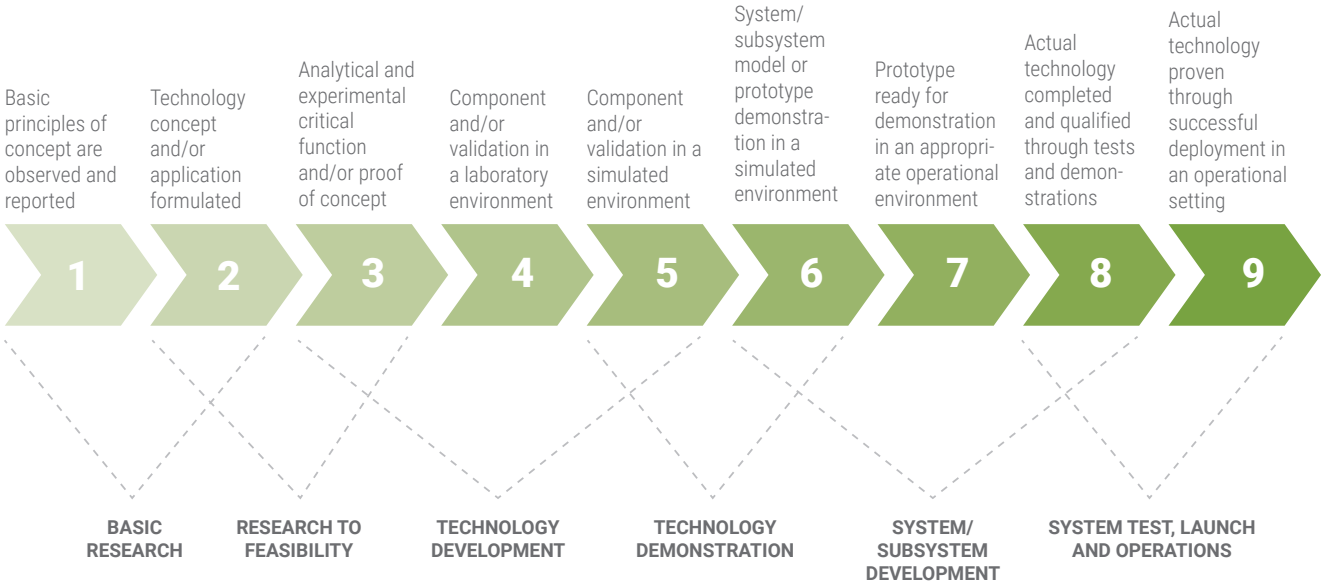 Basic
principles of
concept are
observed and
reported
Technology
concept
and/or
application
formulated
Analytical and
experimental
critical
function
and/or proof
of concept
Component
and/or
validation in
a laboratory
environment
Component
and/or
validation in a
simulated
environment
System/
subsystem
model or
prototype
demonstra-
tion in a
simulated
environment
Prototype
ready for
demonstration
in an appropri-
ate operational
environment
Actual
technology
completed
and qualified
through tests
and demon-
strations
Actual
technology
proven
through
successful
deployment in
an operational
setting
1
2
3
4
5
6
7
8
9
BASIC
RESEARCH
RESEARCH TO
FEASIBILITY
TECHNOLOGY
DEVELOPMENT
TECHNOLOGY
DEMONSTRATION
SYSTEM/
SUBSYSTEM
DEVELOPMENT
SYSTEM TEST, LAUNCH
AND OPERATIONS